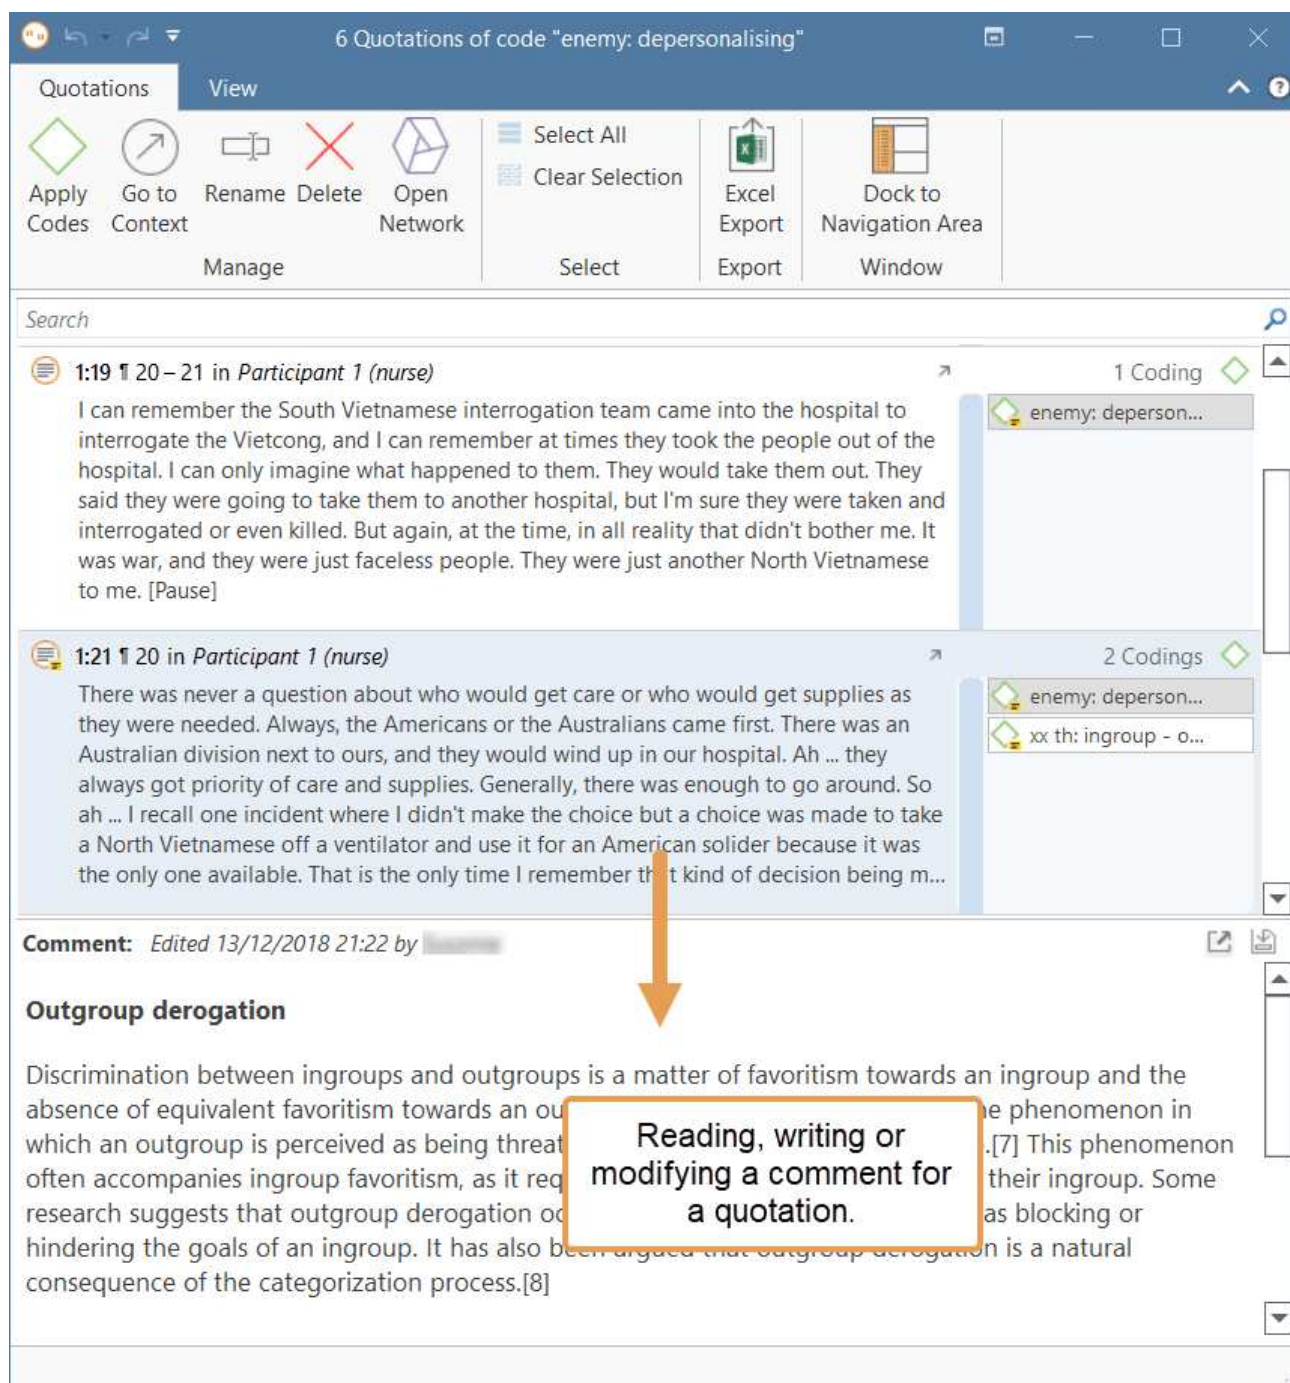 6 Quotations of code "enemy: depersonalising"
Quotations View
Apply Codes
Go to Context
Rename
Delete
Open Network
Manage
Select All
Clear Selection
Select
Excel Export
Export
Dock to Navigation Area
Window
Search
1:19 ¶ 20 – 21 in Participant 1 (nurse)
1 Coding
I can remember the South Vietnamese interrogation team came into the hospital to
interrogate the Vietcong, and I can remember at times they took the people out of the
hospital. I can only imagine what happened to them. They would take them out. They
said they were going to take them to another hospital, but I'm sure they were taken and
interrogated or even killed. But again, at the time, in all reality that didn't bother me. It
was war, and they were just faceless people. They were just another North Vietnamese
to me. [Pause]
enemy: deperson...
1:21 ¶ 20 in Participant 1 (nurse)
2 Codings
There was never a question about who would get care or who would get supplies as
they were needed. Always, the Americans or the Australians came first. There was an
Australian division next to ours, and they would wind up in our hospital. Ah ... they
always got priority of care and supplies. Generally, there was enough to go around. So
ah ... I recall one incident where I didn't make the choice but a choice was made to take
a North Vietnamese off a ventilator and use it for an American solider because it was
the only one available. That is the only time I remember that kind of decision being m...
enemy: deperson...
xx th: ingroup - o...
Comment: Edited 13/12/2018 21:22 by
Outgroup derogation
Discrimination between ingroups and outgroups is a matter of favoritism towards an ingroup and the
absence of equivalent favoritism towards an ou he phenomenon in
which an outgroup is perceived as being threat .[7] This phenomenon
often accompanies ingroup favoritism, as it req their ingroup. Some
research suggests that outgroup derogation oc as blocking or
hindering the goals of an ingroup. It has also been argued that outgroup derogation is a natural
consequence of the categorization process.[8]
Reading, writing or
modifying a comment for
a quotation.